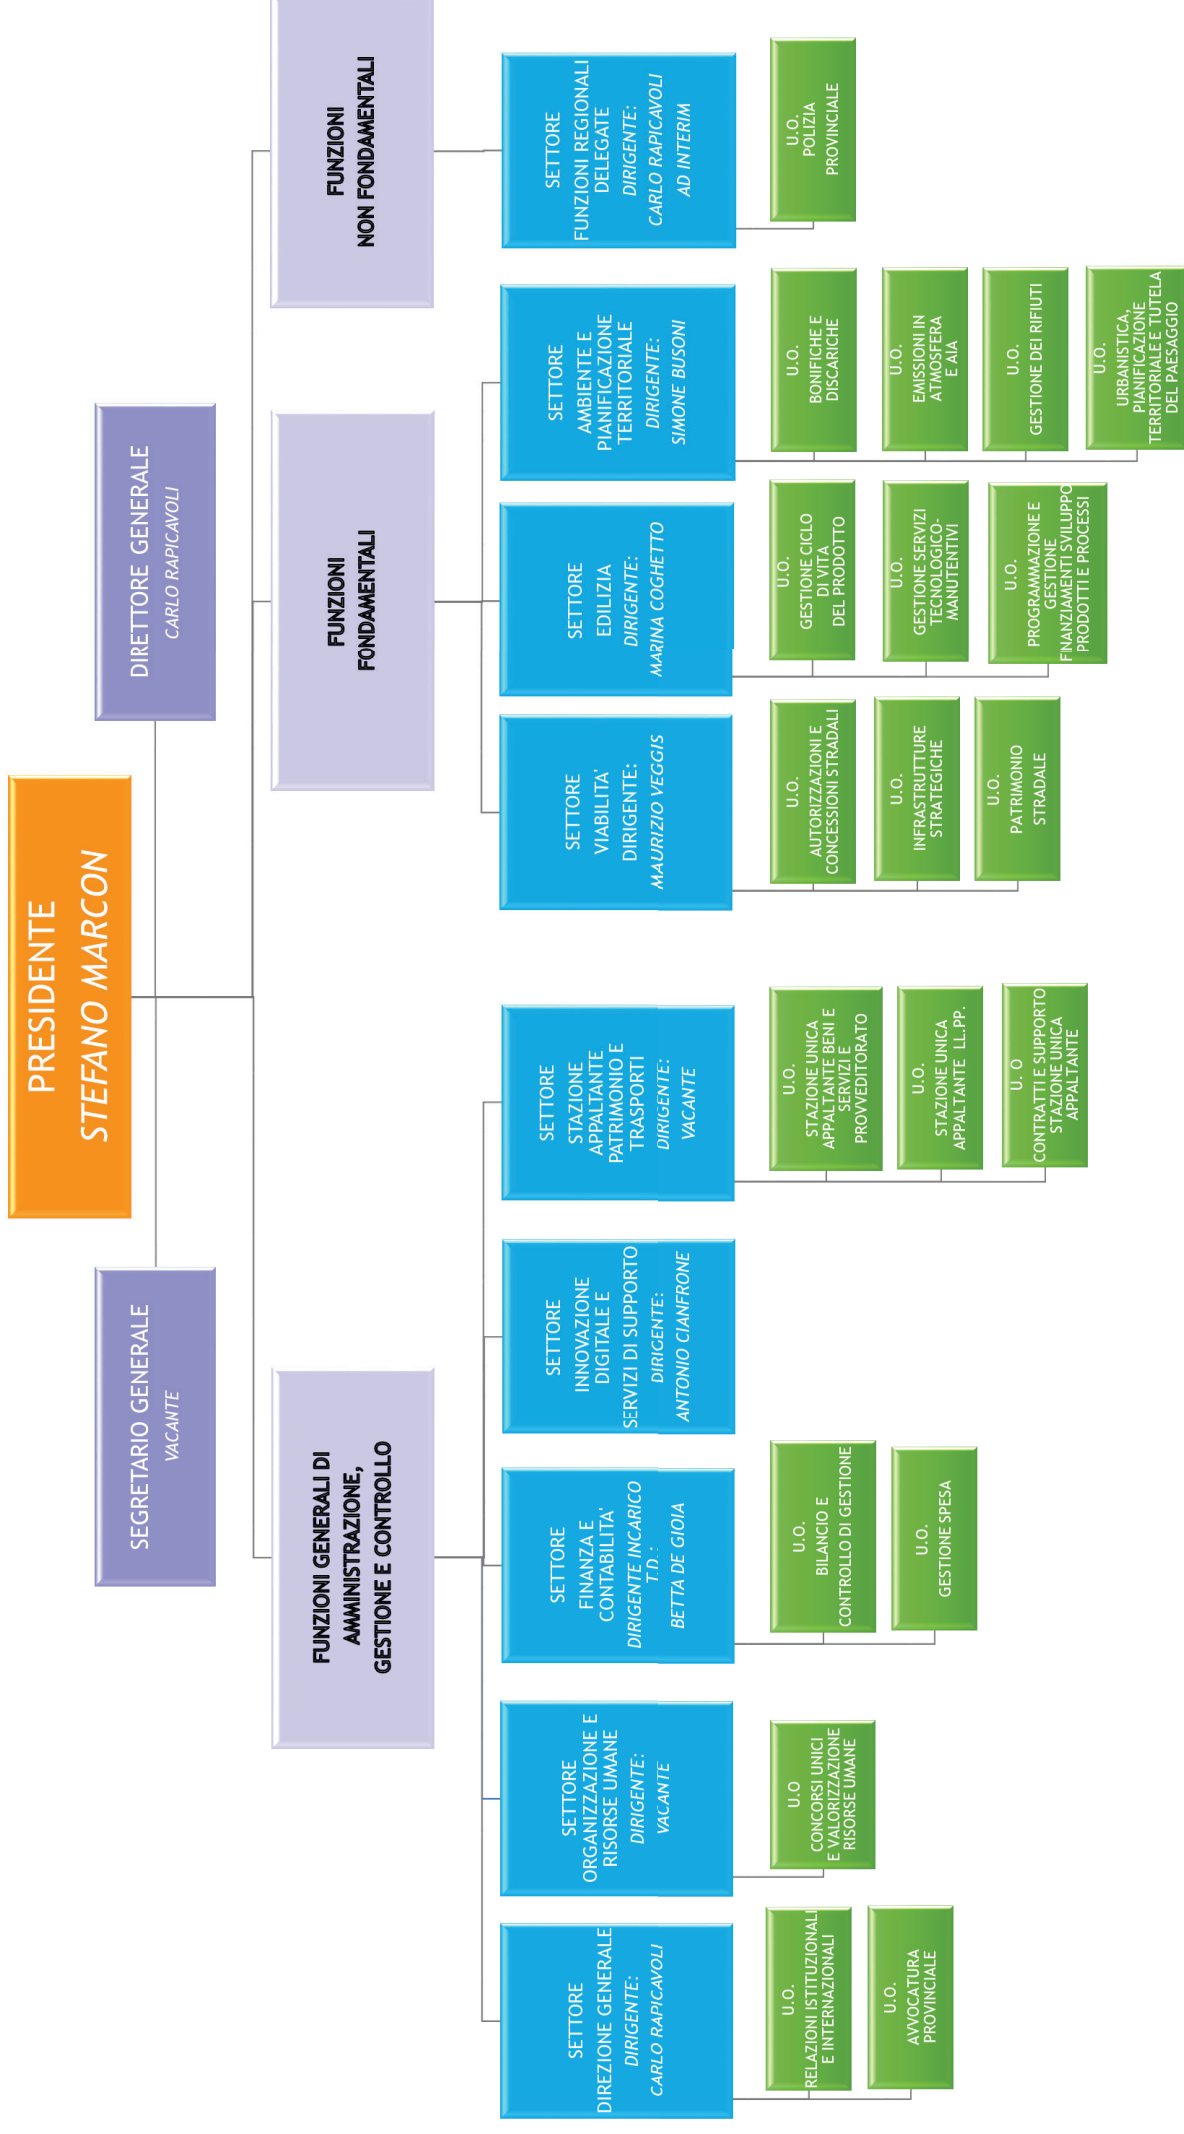 PRESIDENTE
STEFANO MARCON
SEGRETARIO GENERALE
VACANTE
DIRETTORE GENERALE
CARLO RAPICAVOLI
FUNZIONI GENERALI DI
AMMINISTRAZIONE,
GESTIONE E CONTROLLO
FUNZIONI
FONDAMENTALI
FUNZIONI
NON FONDAMENTALI
SETTORE
DIREZIONE GENERALE
DIRIGENTE:
CARLO RAPICAVOLI
SETTORE
ORGANIZZAZIONE E
RISORSE UMANE
DIRIGENTE:
VACANTE
SETTORE
FINANZA E
CONTABILITA'
DIRIGENTE INCARICO
T.D.:
BETTA DE GIOIA
SETTORE
INNOVAZIONE
DIGITALE E
SERVIZI DI SUPPORTO
DIRIGENTE:
ANTONIO CIANFRONE
SETTORE
STAZIONE
APPALTANTE
PATRIMONIO E
TRASPORTI
DIRIGENTE:
VACANTE
SETTORE
VIABILITA'
DIRIGENTE:
MAURIZIO VEGGIS
SETTORE
EDILIZIA
DIRIGENTE:
MARINA COGHETTO
SETTORE
AMBIENTE E
PIANIFICAZIONE
TERRITORIALE
DIRIGENTE:
SIMONE BUSONI
SETTORE
FUNZIONI REGIONALI
DELEGATE
DIRIGENTE:
CARLO RAPICAVOLI
AD INTERIM
U.O.
RELAZIONI ISTITUZIONALI
E INTERNAZIONALI
U.O.
AVVOCATURA
PROVINCIALE
U.O
CONCORSI UNICI
E VALORIZZAZIONE
RISORSE UMANE
U.O.
BILANCIO E
CONTROLLO DI GESTIONE
U.O.
GESTIONE SPESA
U.O.
STAZIONE UNICA
APPALTANTE BENI E
SERVIZI E
PROVVEDITORATO
U.O.
STAZIONE UNICA
APPALTANTE LL.PP.
U. O
CONTRATTI E SUPPORTO
STAZIONE UNICA
APPALTANTE
U.O.
AUTORIZZAZIONI E
CONCESSIONI STRADALI
U.O.
INFRASTRUTTURE
STRATEGICHE
U.O.
PATRIMONIO
STRADALE
U.O.
GESTIONE CICLO
DI VITA
DEL PRODOTTO
U.O.
GESTIONE SERVIZI
TECNOLOGICO-
MANUTENTIVI
U.O.
PROGRAMMAZIONE E
GESTIONE
FINANZIAMENTI SVILUPPO
PRODOTTI E PROCESSI
U.O.
BONIFICHE E
DISCARICHE
U.O.
EMISSIONI IN
ATMOSFERA
E AIA
U.O.
GESTIONE DEI RIFIUTI
U.O.
URBANISTICA,
PIANIFICAZIONE
TERRITORIALE E TUTELA
DEL PAESAGGIO
U.O.
POLIZIA
PROVINCIALE